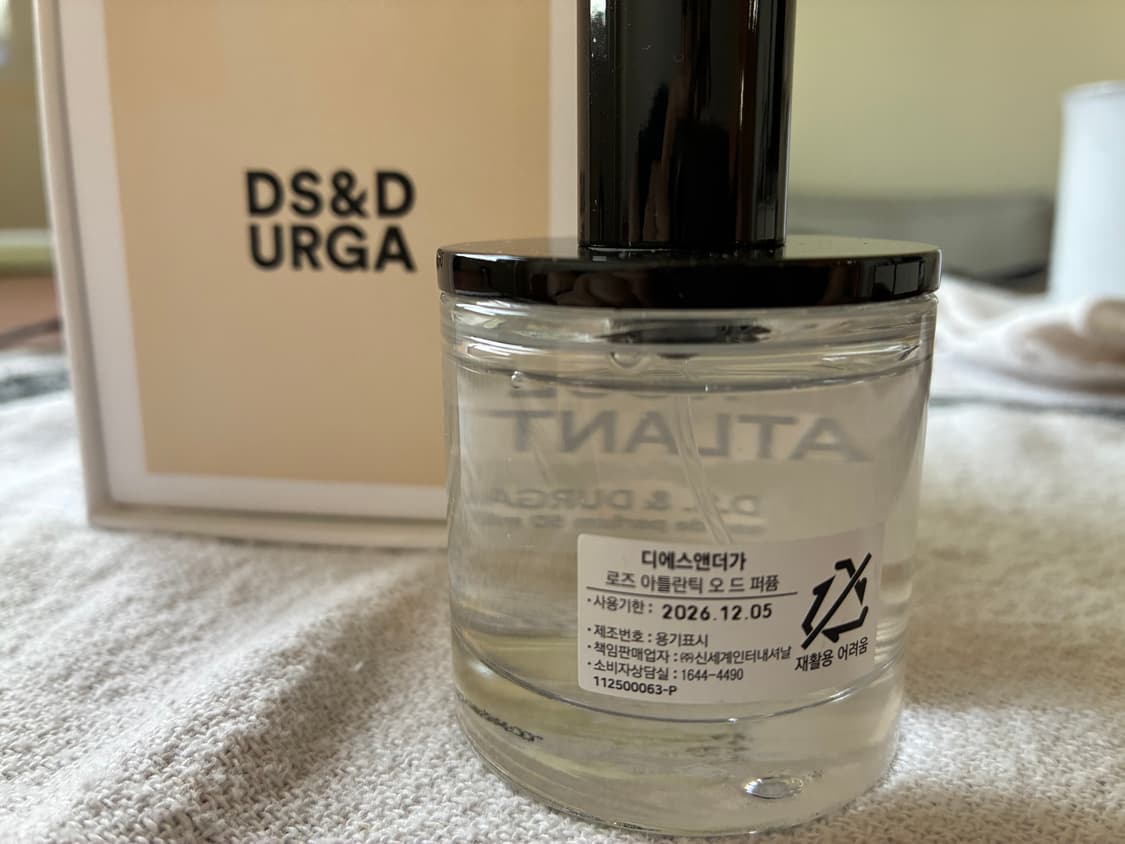 DS&D
URGA
ATLANT
D.S. & DURGA
디에스앤더가
로즈 아틀란틱 오 드 퍼퓸
·사용기한 : 2026.12.05
·제조번호 : 용기표시
·책임판매업자 : ㈜신세계인터내셔날
·소비자상담실 : 1644-4490
112500063-P
재활용 어려움